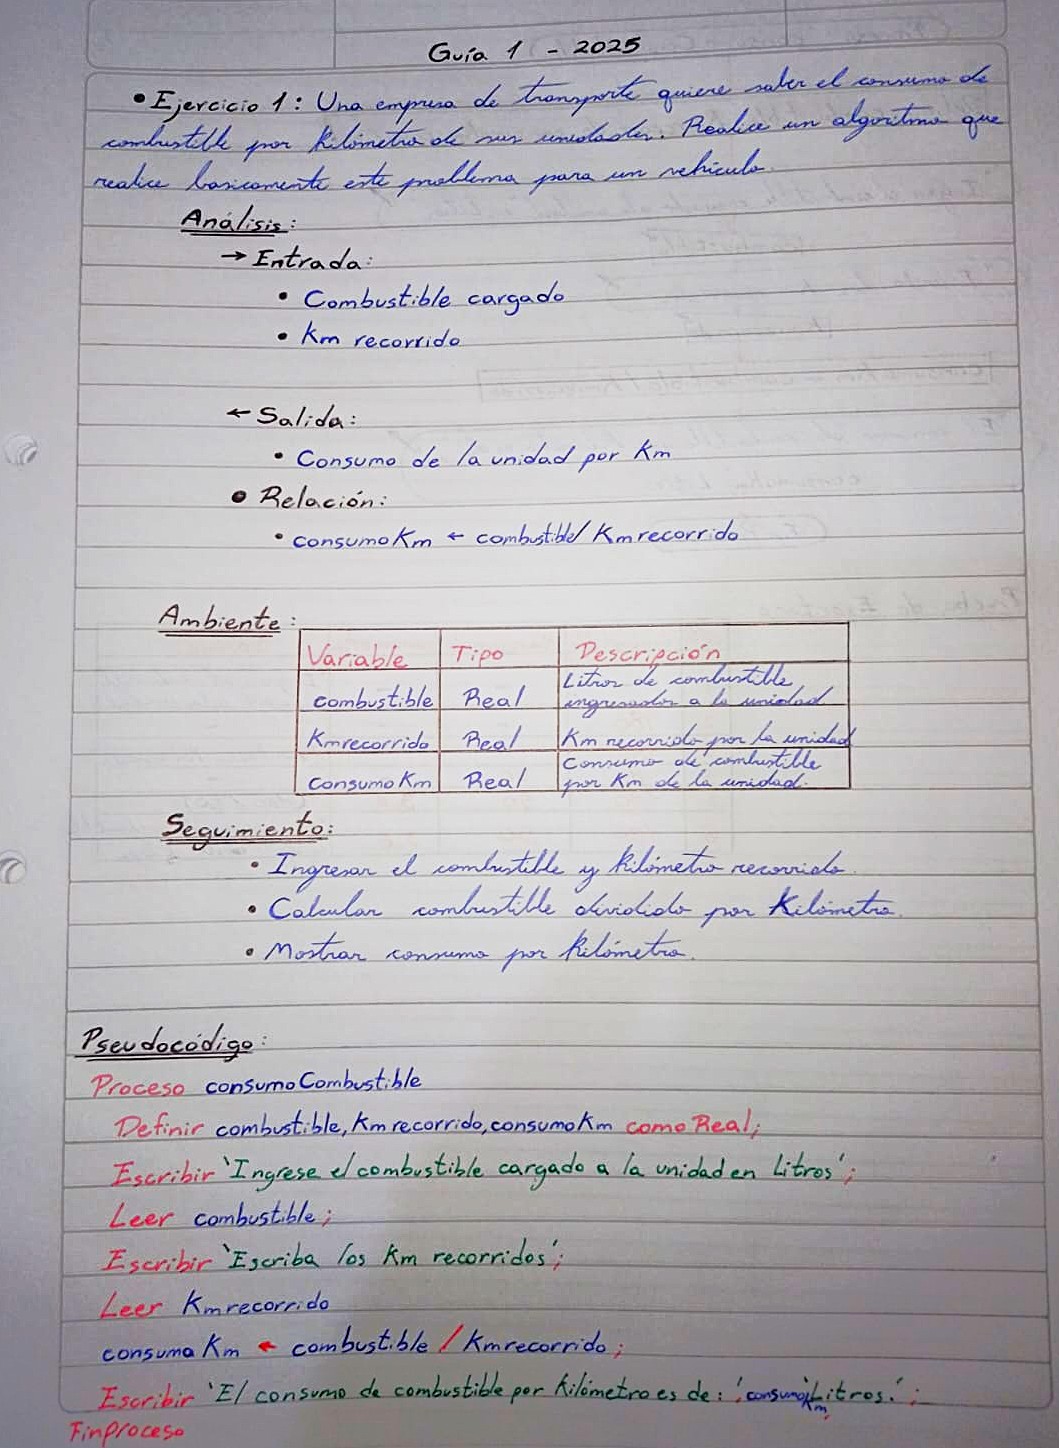 Guía 1 - 2025
• Ejercicio 1: Una empresa de transporte quiere saber el consumo de
combustible por kilómetro de sus unidades. Realice un algoritmo que
realice basicamente este problema para un vehiculo.
Análisis:
→ Entrada:
• Combustible cargado
• Km recorrido
← Salida:
• Consumo de la unidad por Km
• Relación:
• consumoKm ← combustible/Kmrecorrido
Ambiente:
Variable Tipo Descripción
combustible Real Litros de combustible
ingresados a la unidad
Kmrecorrido Real Km recorrido por la unidad
consumoKm Real Consumo de combustible
por Km de la unidad.
Seguimiento:
• Ingresar el combustible y kilómetro recorrido.
• Calcular combustible dividido por Kilómetro.
• Mostrar consumo por kilómetro.
Pseudocódigo:
Proceso consumoCombustible
Definir combustible, Kmrecorrido, consumoKm como Real;
Escribir 'Ingrese el combustible cargado a la unidad en Litros';
Leer combustible;
Escribir 'Escriba los Km recorridos';
Leer Kmrecorrido
consumaKm ← combustible / Kmrecorrido;
Escribir 'El consumo de combustible por kilómetro es de: ', consumoKm, 'Litros.';
Finproceso